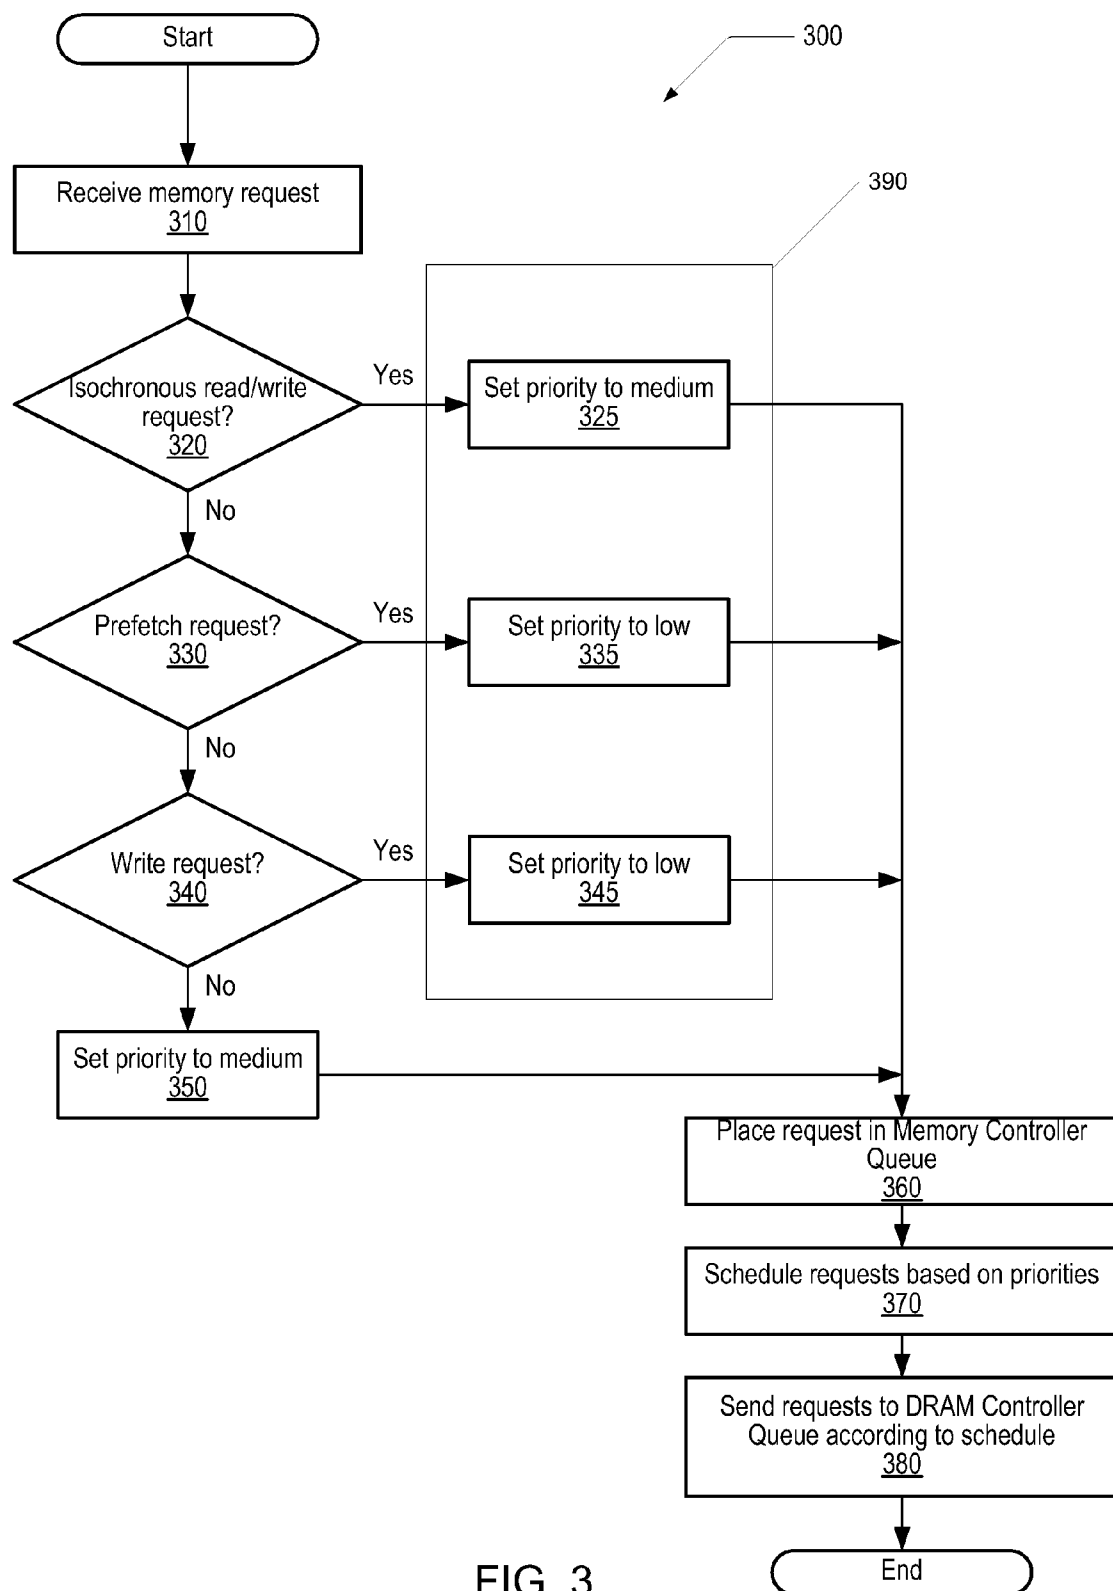 Start
300
Receive memory request
310
390
Isochronous read/write
request?
320
Yes
Set priority to medium
325
No
Prefetch request?
330
Yes
Set priority to low
335
No
Write request?
340
Yes
Set priority to low
345
No
Set priority to medium
350
Place request in Memory Controller
Queue
360
Schedule requests based on priorities
370
Send requests to DRAM Controller
Queue according to schedule
380
End
FIG. 3